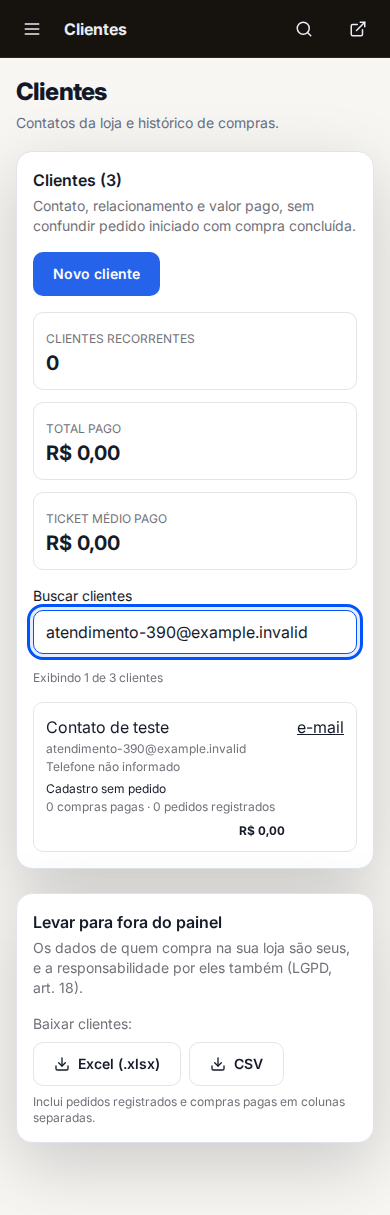 Clientes
Clientes
Contatos da loja e histórico de compras.
Clientes (3)
Contato, relacionamento e valor pago, sem
confundir pedido iniciado com compra concluída.
Novo cliente
CLIENTES RECORRENTES
0
TOTAL PAGO
R$ 0,00
TICKET MÉDIO PAGO
R$ 0,00
Buscar clientes
atendimento-390@example.invalid
Exibindo 1 de 3 clientes
Contato de teste e-mail
atendimento-390@example.invalid
Telefone não informado
Cadastro sem pedido
0 compras pagas · 0 pedidos registrados
R$ 0,00
Levar para fora do painel
Os dados de quem compra na sua loja são seus,
e a responsabilidade por eles também (LGPD,
art. 18).
Baixar clientes:
Excel (.xlsx) CSV
Inclui pedidos registrados e compras pagas em colunas
separadas.